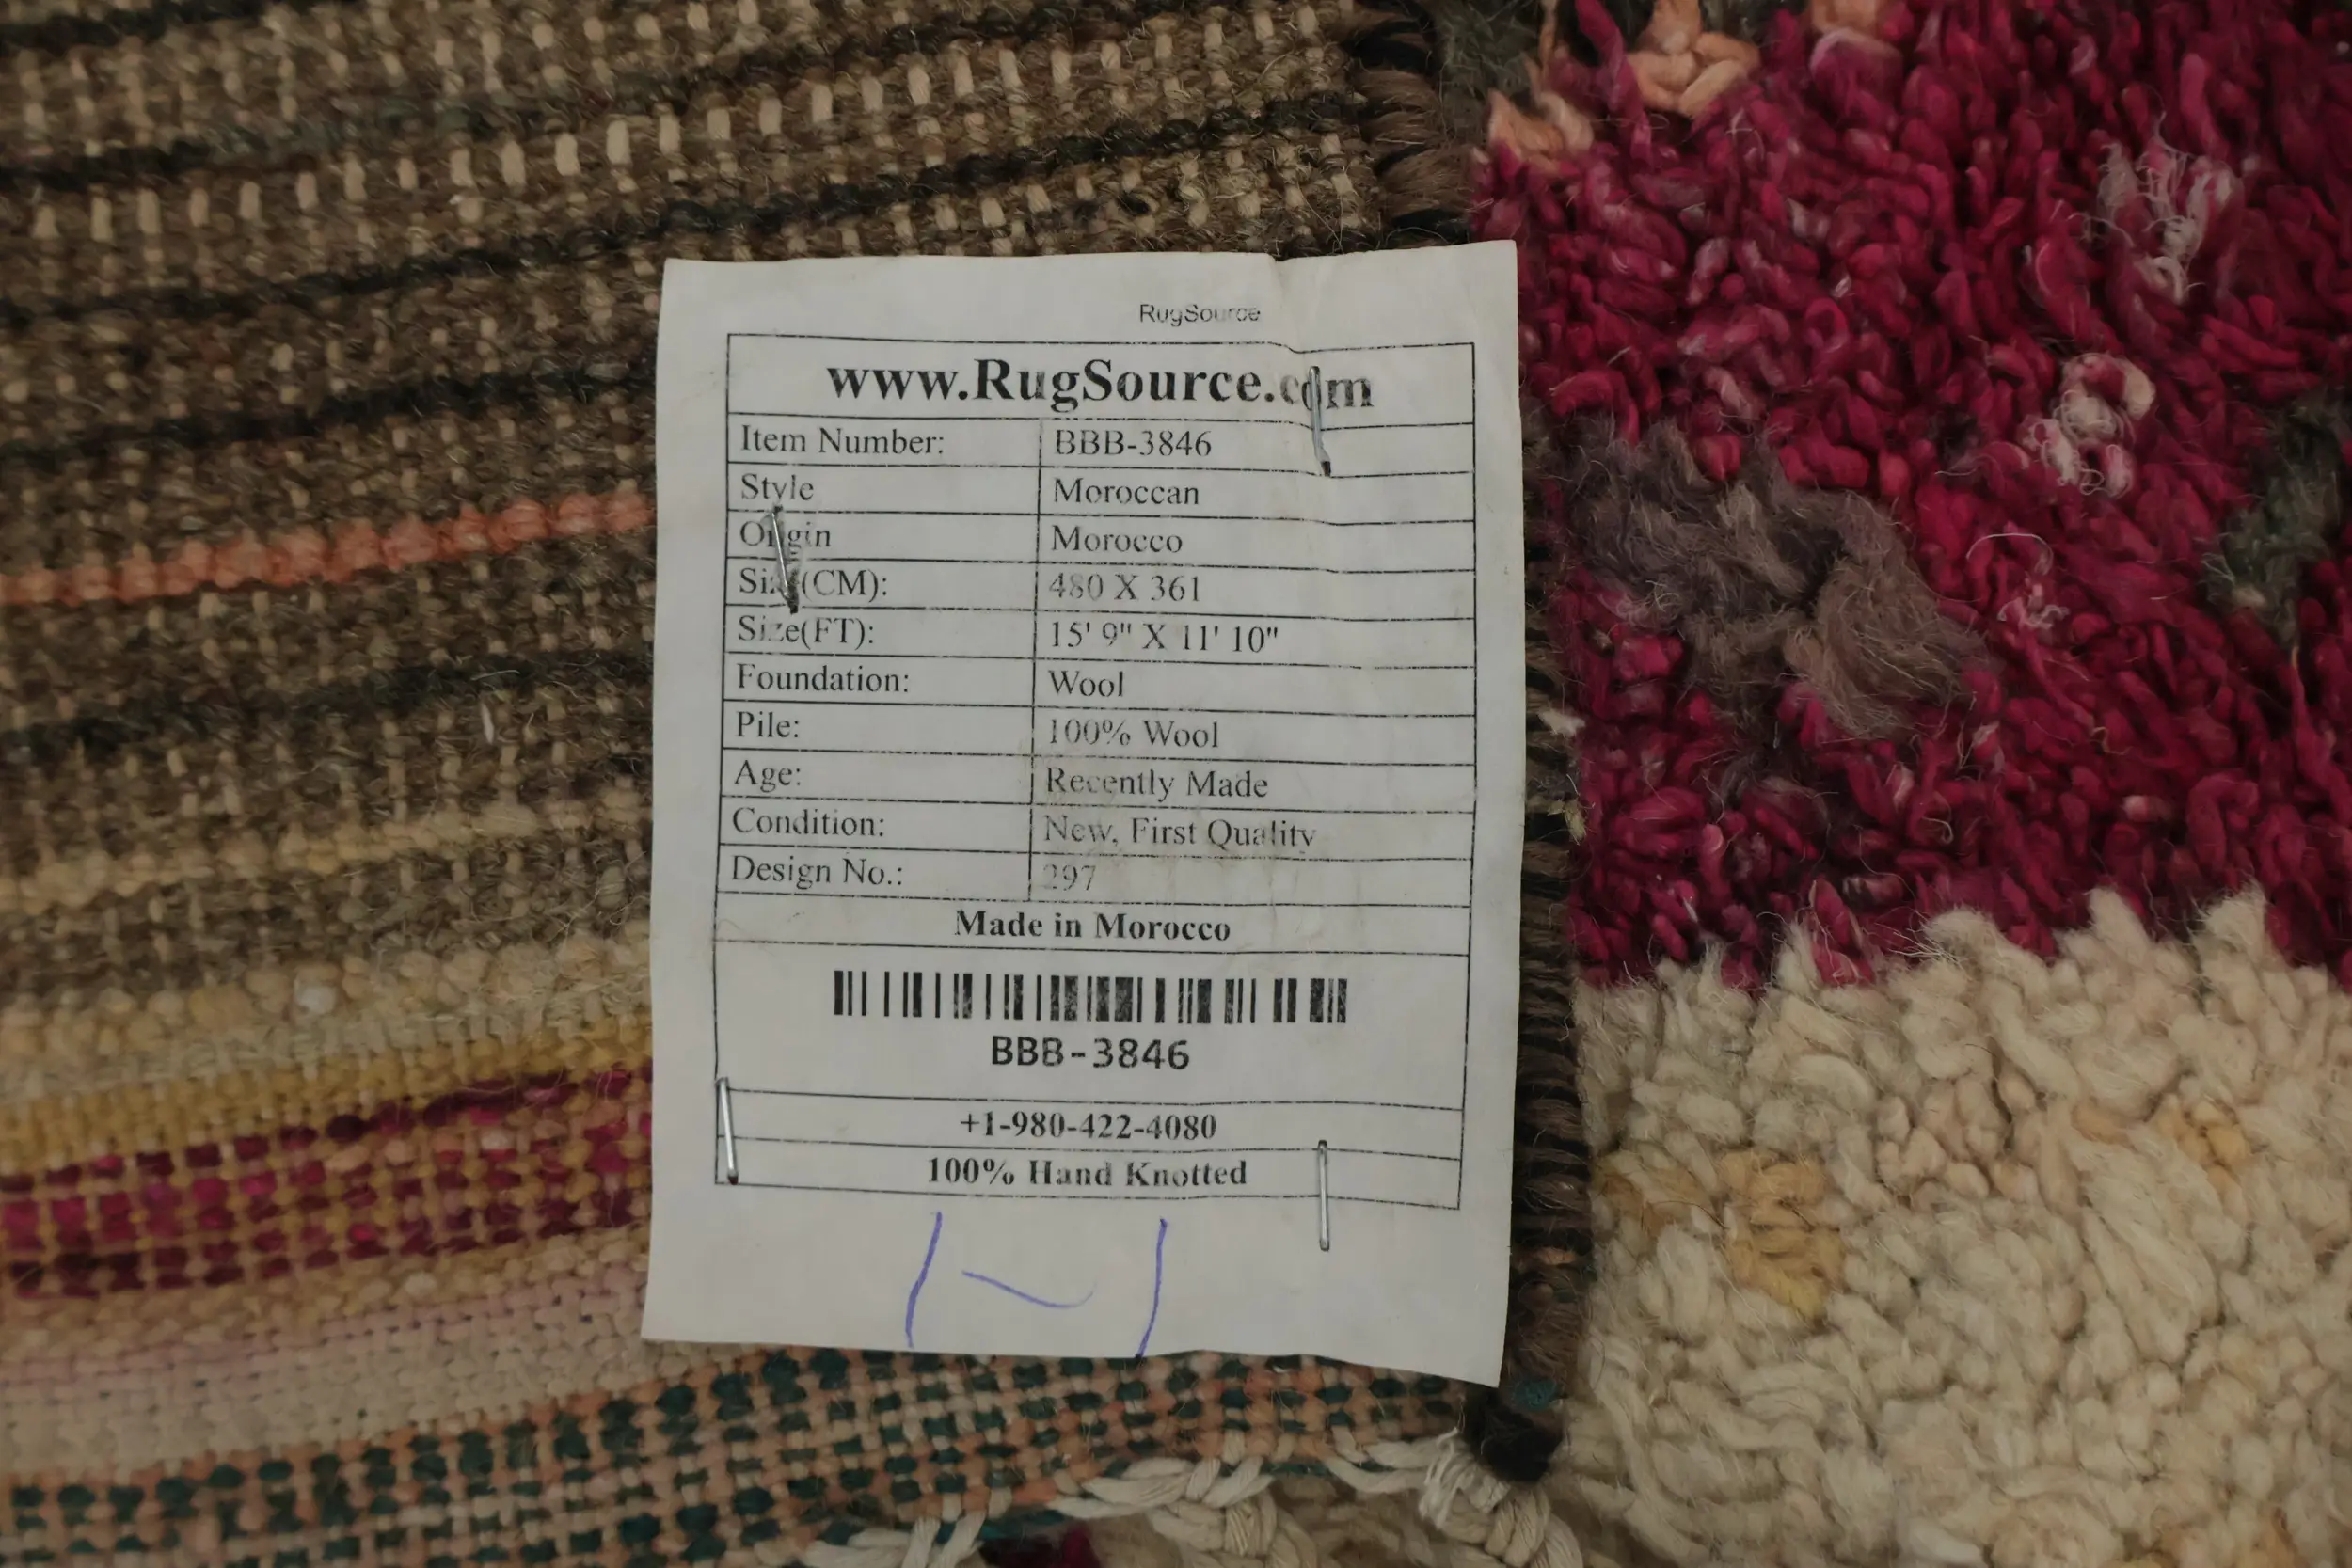 RugSource
www.RugSource.com
Item Number: BBB-3846
Style Moroccan
Origin Morocco
Size(CM): 480 X 361
Size(FT): 15' 9" X 11' 10"
Foundation: Wool
Pile: 100% Wool
Age: Recently Made
Condition: New, First Quality
Design No.: 297
Made in Morocco
BBB-3846
+1-980-422-4080
100% Hand Knotted